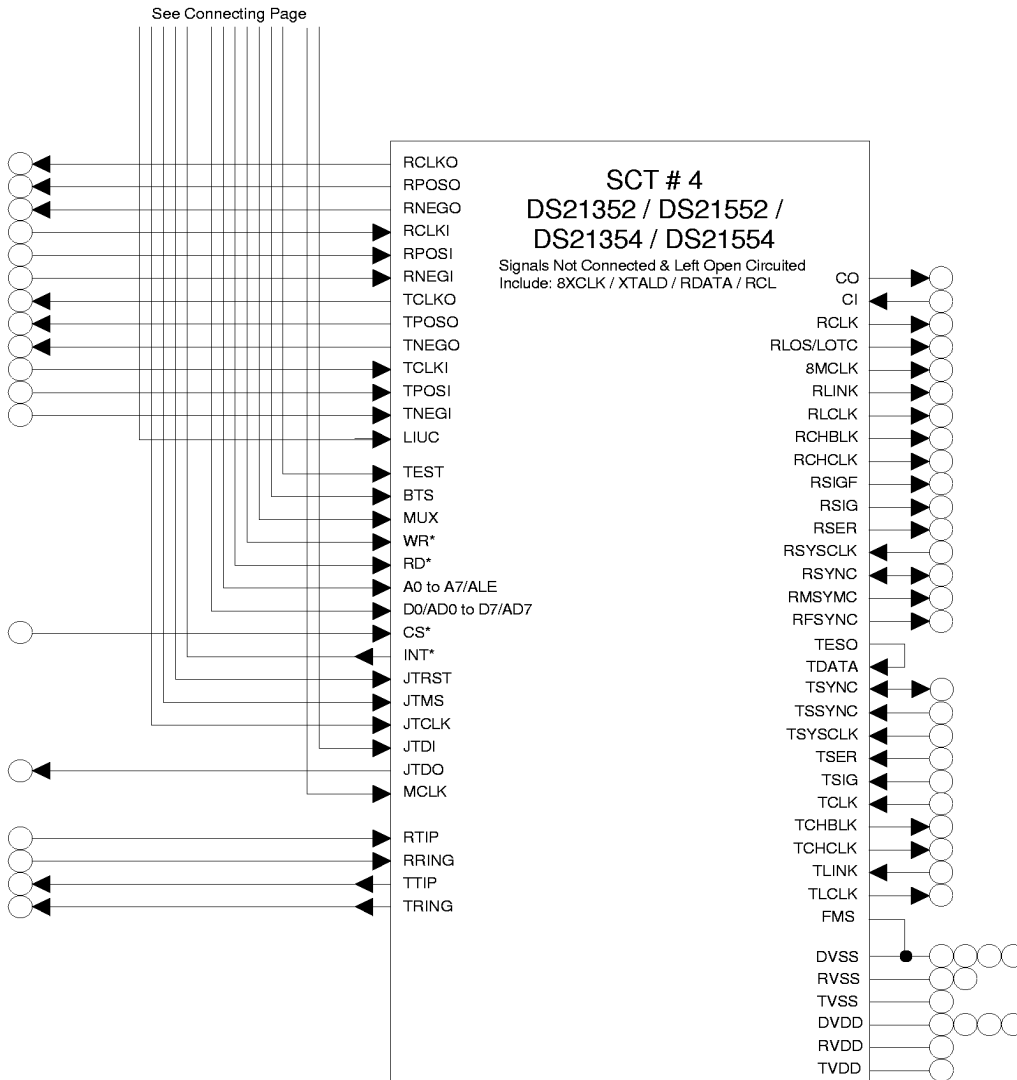 See Connecting Page
SCT # 4
DS21352 / DS21552 /
DS21354 / DS21554
Signals Not Connected & Left Open Circuited
Include: 8XCLK / XTALD / RDATA / RCL
RCLKO
RPOSO
RNEGO
RCLKI
RPOSI
RNEGI
TCLKO
TPOSO
TNEGO
TCLKI
TPOSI
TNEGI
LIUC
TEST
BTS
MUX
WR*
RD*
A0 to A7/ALE
D0/AD0 to D7/AD7
CS*
INT*
JTRST
JTMS
JTCLK
JTDI
JTDO
MCLK
RTIP
RRING
TTIP
TRING
CO
CI
RCLK
RLOS/LOTC
8MCLK
RLINK
RLCLK
RCHBLK
RCHCLK
RSIGF
RSIG
RSER
RSYSCLK
RSYNC
RMSYMC
RFSYNC
TESO
TDATA
TSYNC
TSSYNC
TSYSCLK
TSER
TSIG
TCLK
TCHBLK
TCHCLK
TLINK
TLCLK
FMS
DVSS
RVSS
TVSS
DVDD
RVDD
TVDD